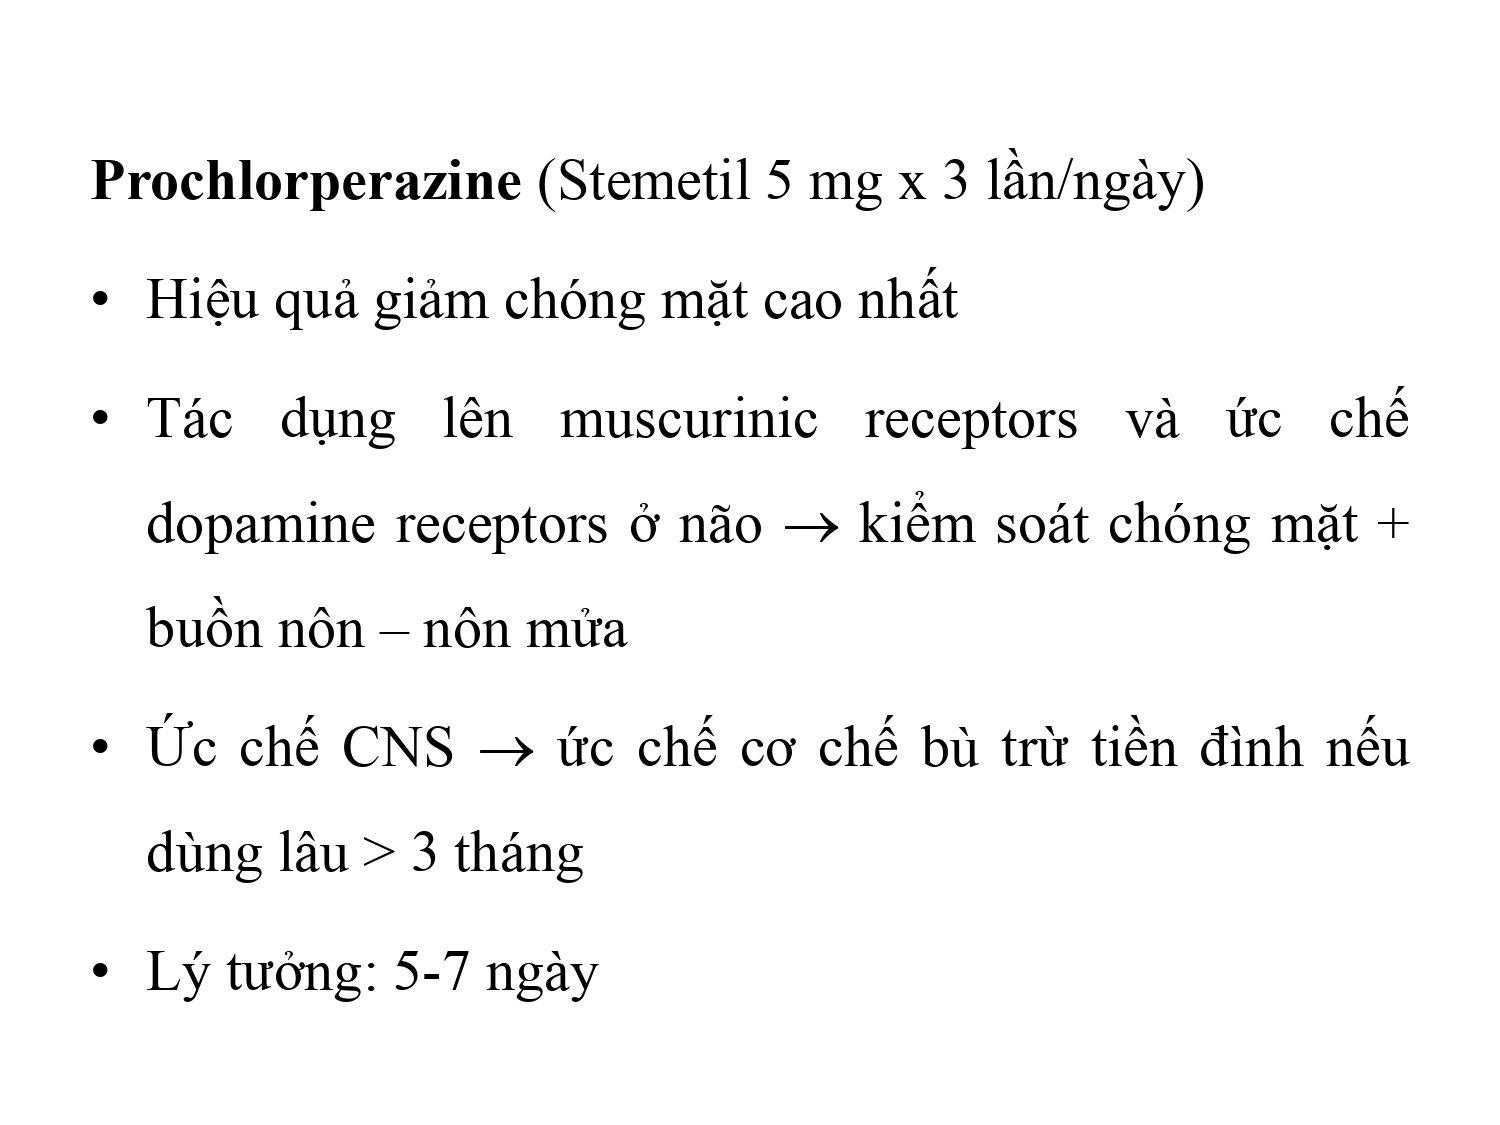 Prochlorperazine (Stemetil 5 mg x 3 lần/ngày)
• Hiệu quả giảm chóng mặt cao nhất
• Tác dụng lên muscurinic receptors và ức chế
dopamine receptors ở não → kiểm soát chóng mặt +
buồn nôn – nôn mửa
• Ức chế CNS → ức chế cơ chế bù trừ tiền đình nếu
dùng lâu > 3 tháng
• Lý tưởng: 5-7 ngày